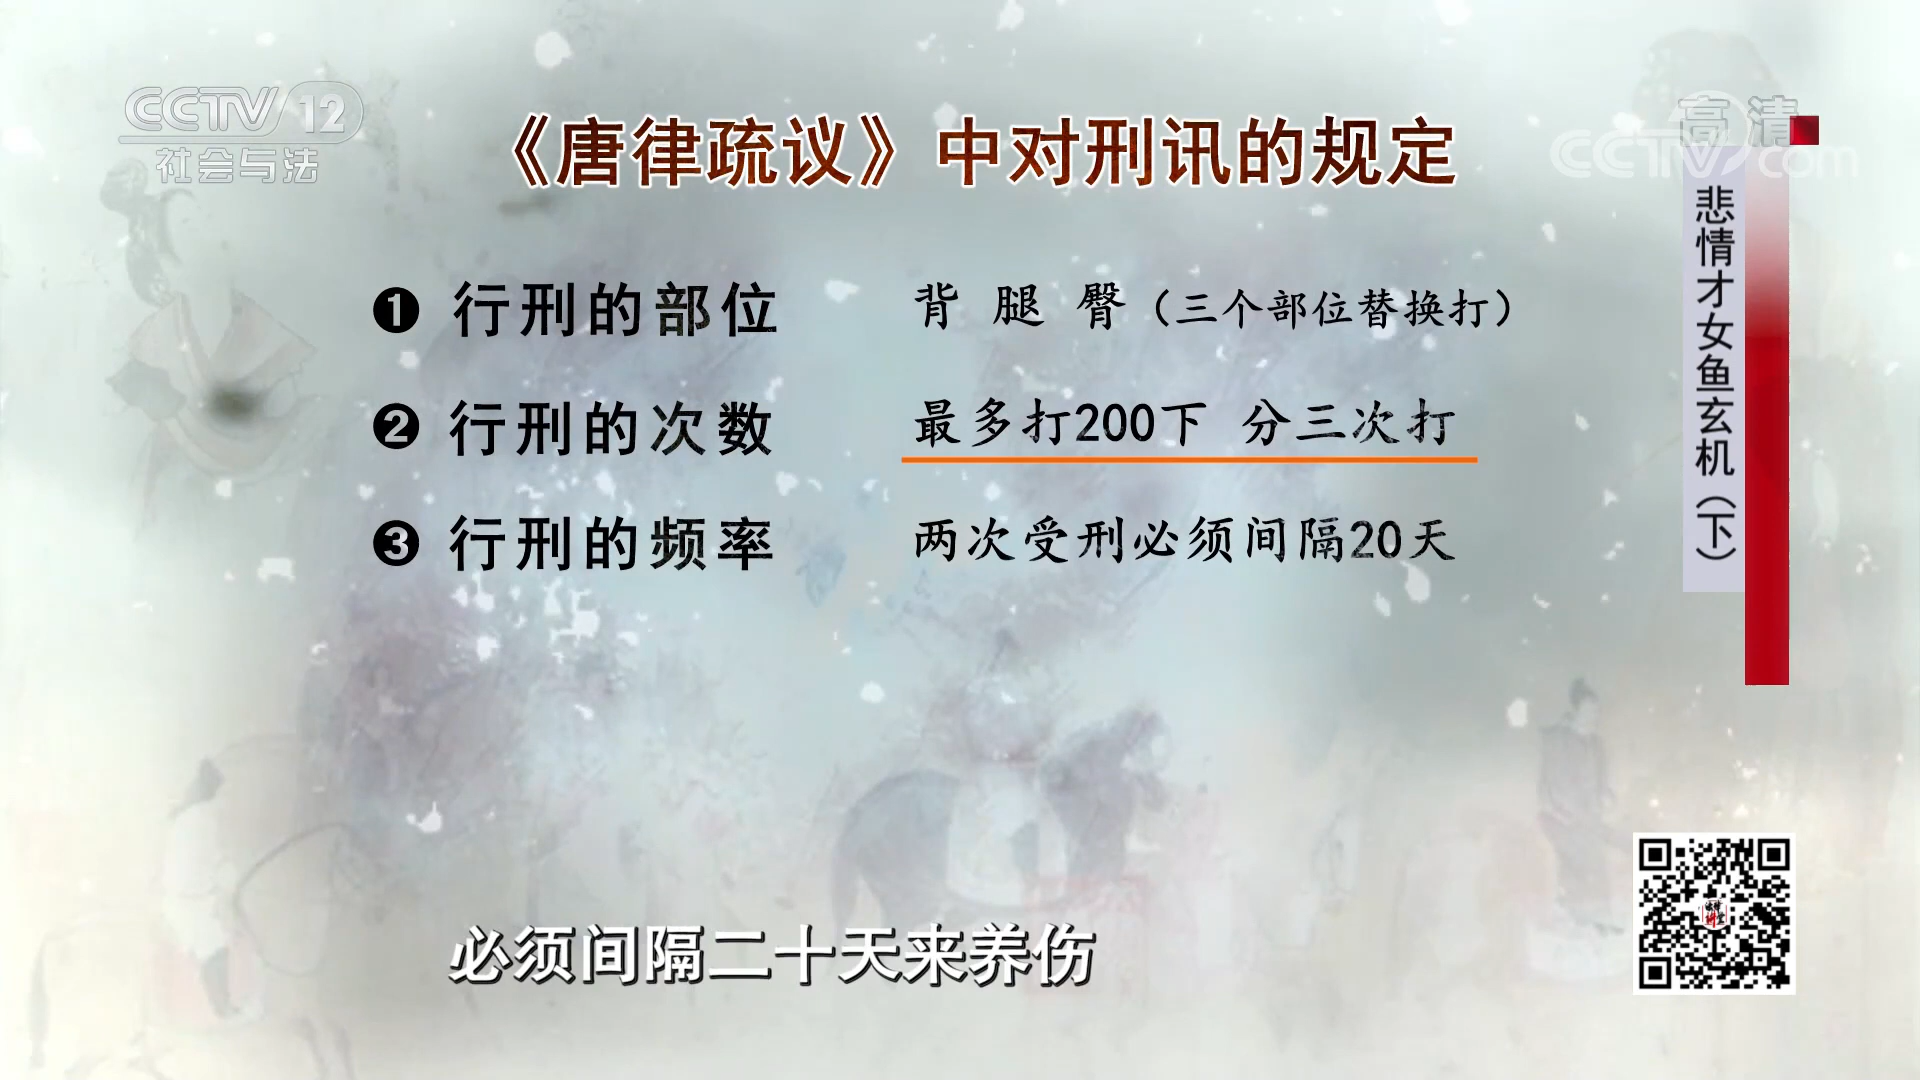 CCTV 12
社会与法
高清
CCTV.com
《唐律疏议》中对刑讯的规定
❶ 行刑的部位 背 腿 臀（三个部位替换打）
❷ 行刑的次数 最多打200下 分三次打
❸ 行刑的频率 两次受刑必须间隔20天
悲情才女鱼玄机（下）
必须间隔二十天来养伤